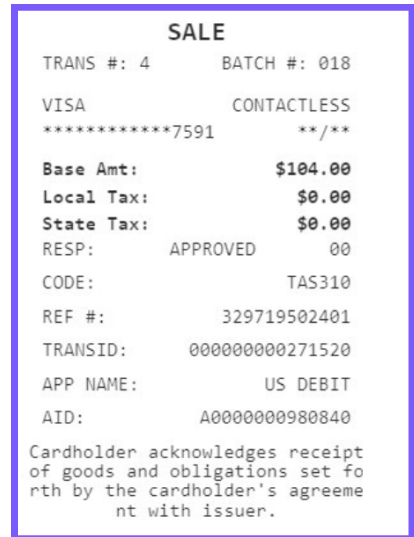 SALE
TRANS #: 4 BATCH #: 018
VISA CONTACTLESS
************7591 **/**
Base Amt: $104.00
Local Tax: $0.00
State Tax: $0.00
RESP: APPROVED 00
CODE: TAS310
REF #: 329719502401
TRANSID: 000000000271520
APP NAME: US DEBIT
AID: A0000000980840
Cardholder acknowledges receipt
of goods and obligations set fo
rth by the cardholder's agreeme
nt with issuer.